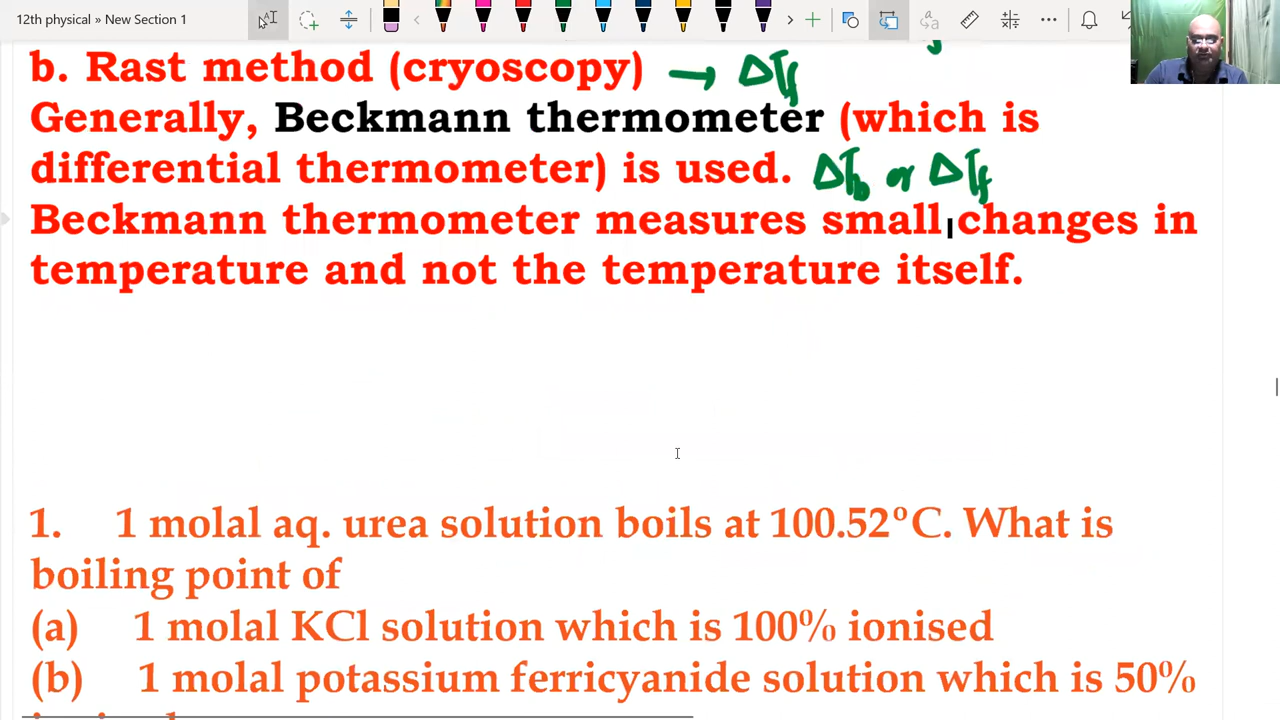 12th physical » New Section 1
b. Rast method (cryoscopy) → ΔTf
Generally, Beckmann thermometer (which is
differential thermometer) is used. ΔTb or ΔTf
Beckmann thermometer measures small changes in
temperature and not the temperature itself.
1. 1 molal aq. urea solution boils at 100.52°C. What is
boiling point of
(a) 1 molal KCl solution which is 100% ionised
(b) 1 molal potassium ferricyanide solution which is 50%